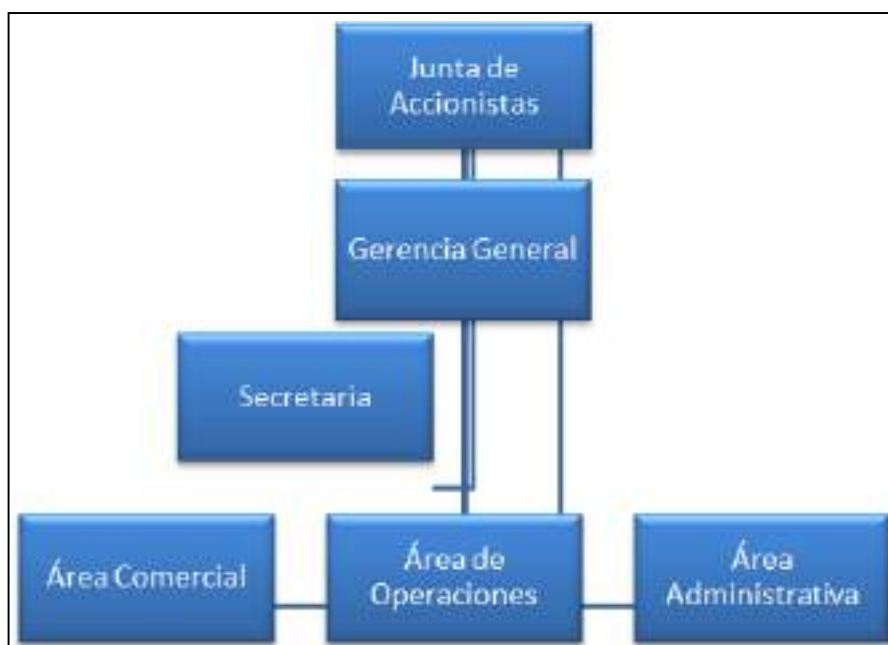 Junta de
Accionistas
Gerencia General
Secretaria
Área Comercial
Área de
Operaciones
Área
Administrativa